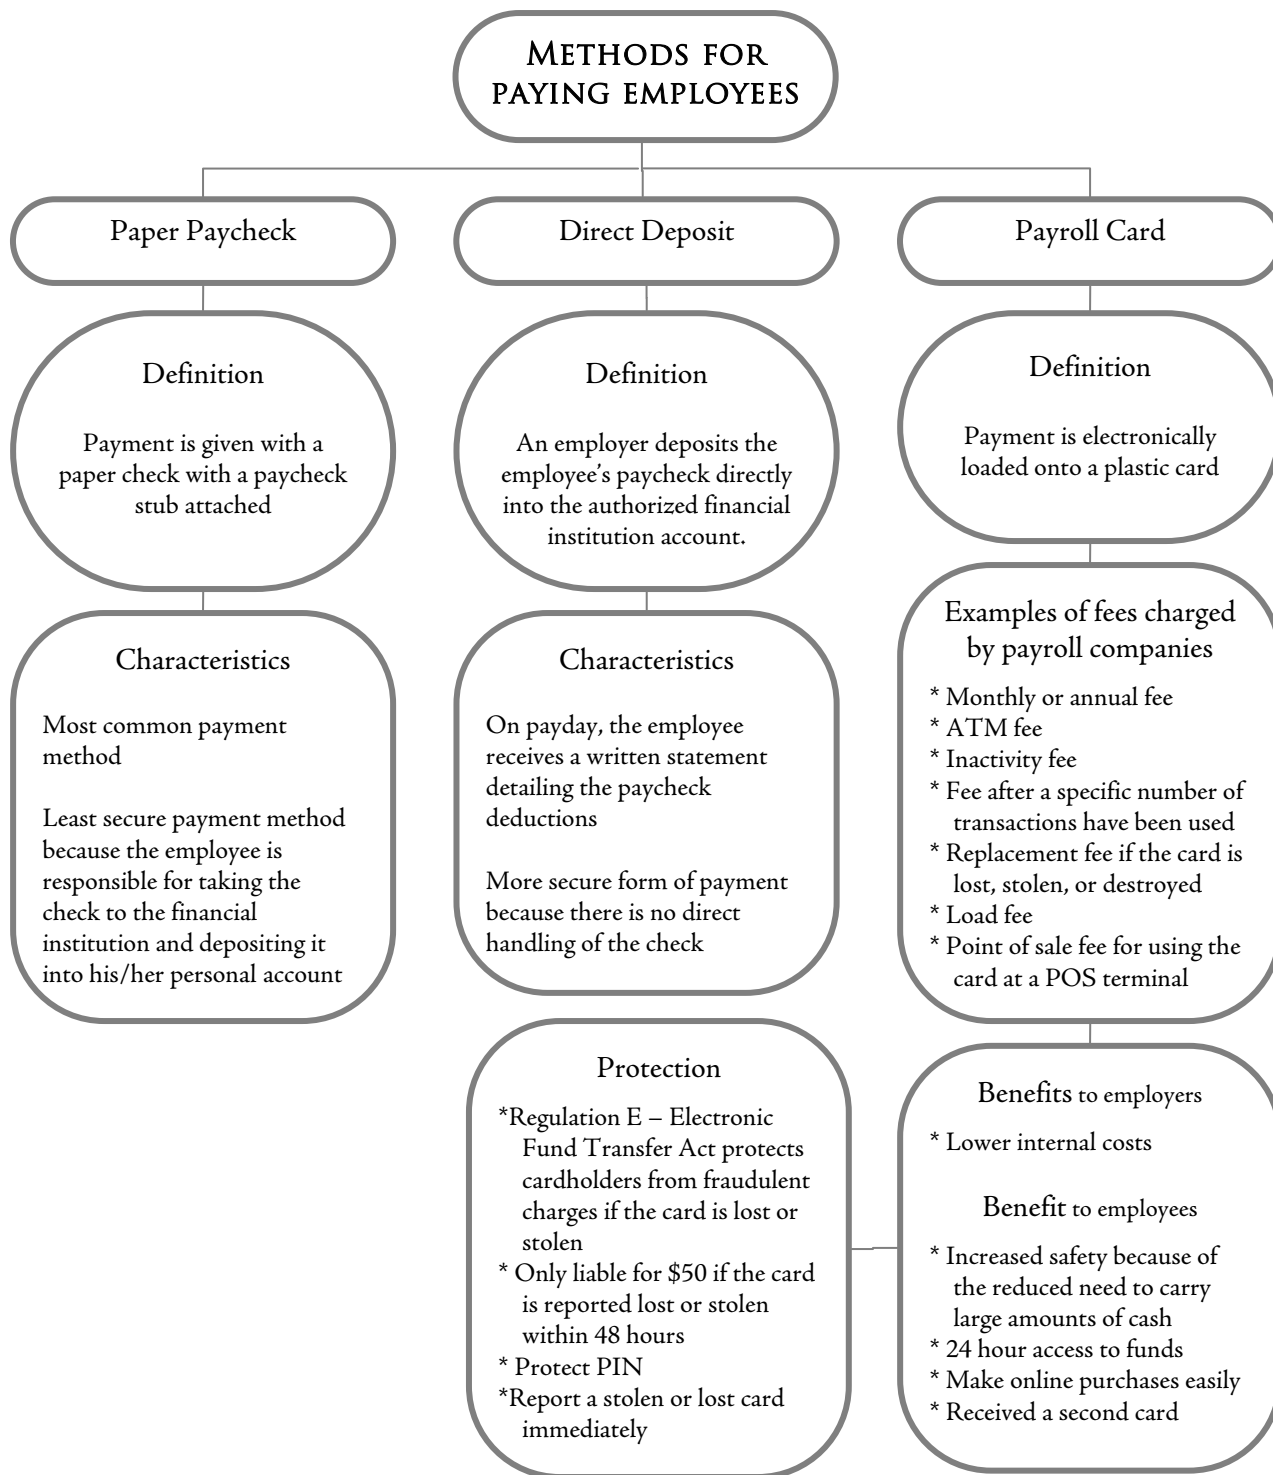 METHODS FOR
PAYING EMPLOYEES
Paper Paycheck
Definition
Payment is given with a
paper check with a paycheck
stub attached
Characteristics
Most common payment
method
Least secure payment method
because the employee is
responsible for taking the
check to the financial
institution and depositing it
into his/her personal account
Direct Deposit
Definition
An employer deposits the
employee’s paycheck directly
into the authorized financial
institution account.
Characteristics
On payday, the employee
receives a written statement
detailing the paycheck
deductions
More secure form of payment
because there is no direct
handling of the check
Payroll Card
Definition
Payment is electronically
loaded onto a plastic card
Examples of fees charged
by payroll companies
* Monthly or annual fee
* ATM fee
* Inactivity fee
* Fee after a specific number of
transactions have been used
* Replacement fee if the card is
lost, stolen, or destroyed
* Load fee
* Point of sale fee for using the
card at a POS terminal
Benefits to employers
* Lower internal costs
Benefit to employees
* Increased safety because of
the reduced need to carry
large amounts of cash
* 24 hour access to funds
* Make online purchases easily
* Received a second card
Protection
*Regulation E – Electronic
Fund Transfer Act protects
cardholders from fraudulent
charges if the card is lost or
stolen
* Only liable for $50 if the card
is reported lost or stolen
within 48 hours
* Protect PIN
*Report a stolen or lost card
immediately